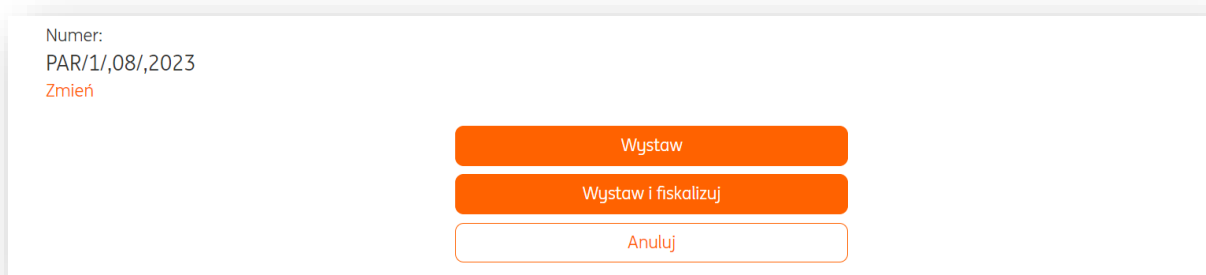 Numer:
PAR/1/,08/,2023
Zmień
Wystaw
Wystaw i fiskalizuj
Anuluj